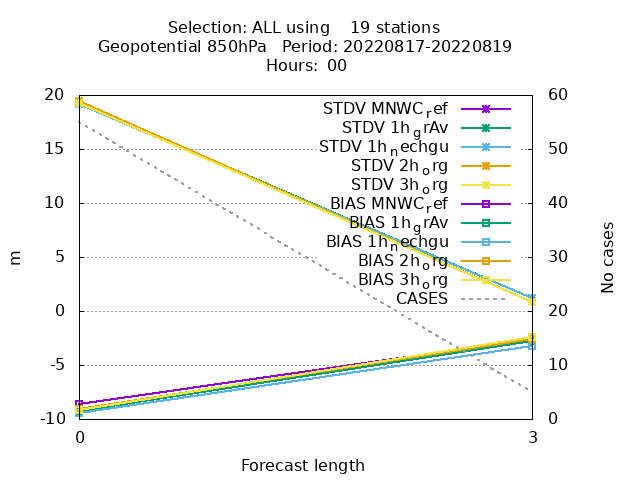 Selection: ALL using 19 stations
Geopotential 850hPa Period: 20220817-20220819
Hours: 00
20
15
10
5
0
-5
-10
m
60
50
40
30
20
10
0
No cases
STDV MNWC_ref
STDV 1h_grAv
STDV 1h_nechgu
STDV 2h_org
STDV 3h_org
BIAS MNWC_ref
BIAS 1h_grAv
BIAS 1h_nechgu
BIAS 2h_org
BIAS 3h_org
CASES
0 3
Forecast length